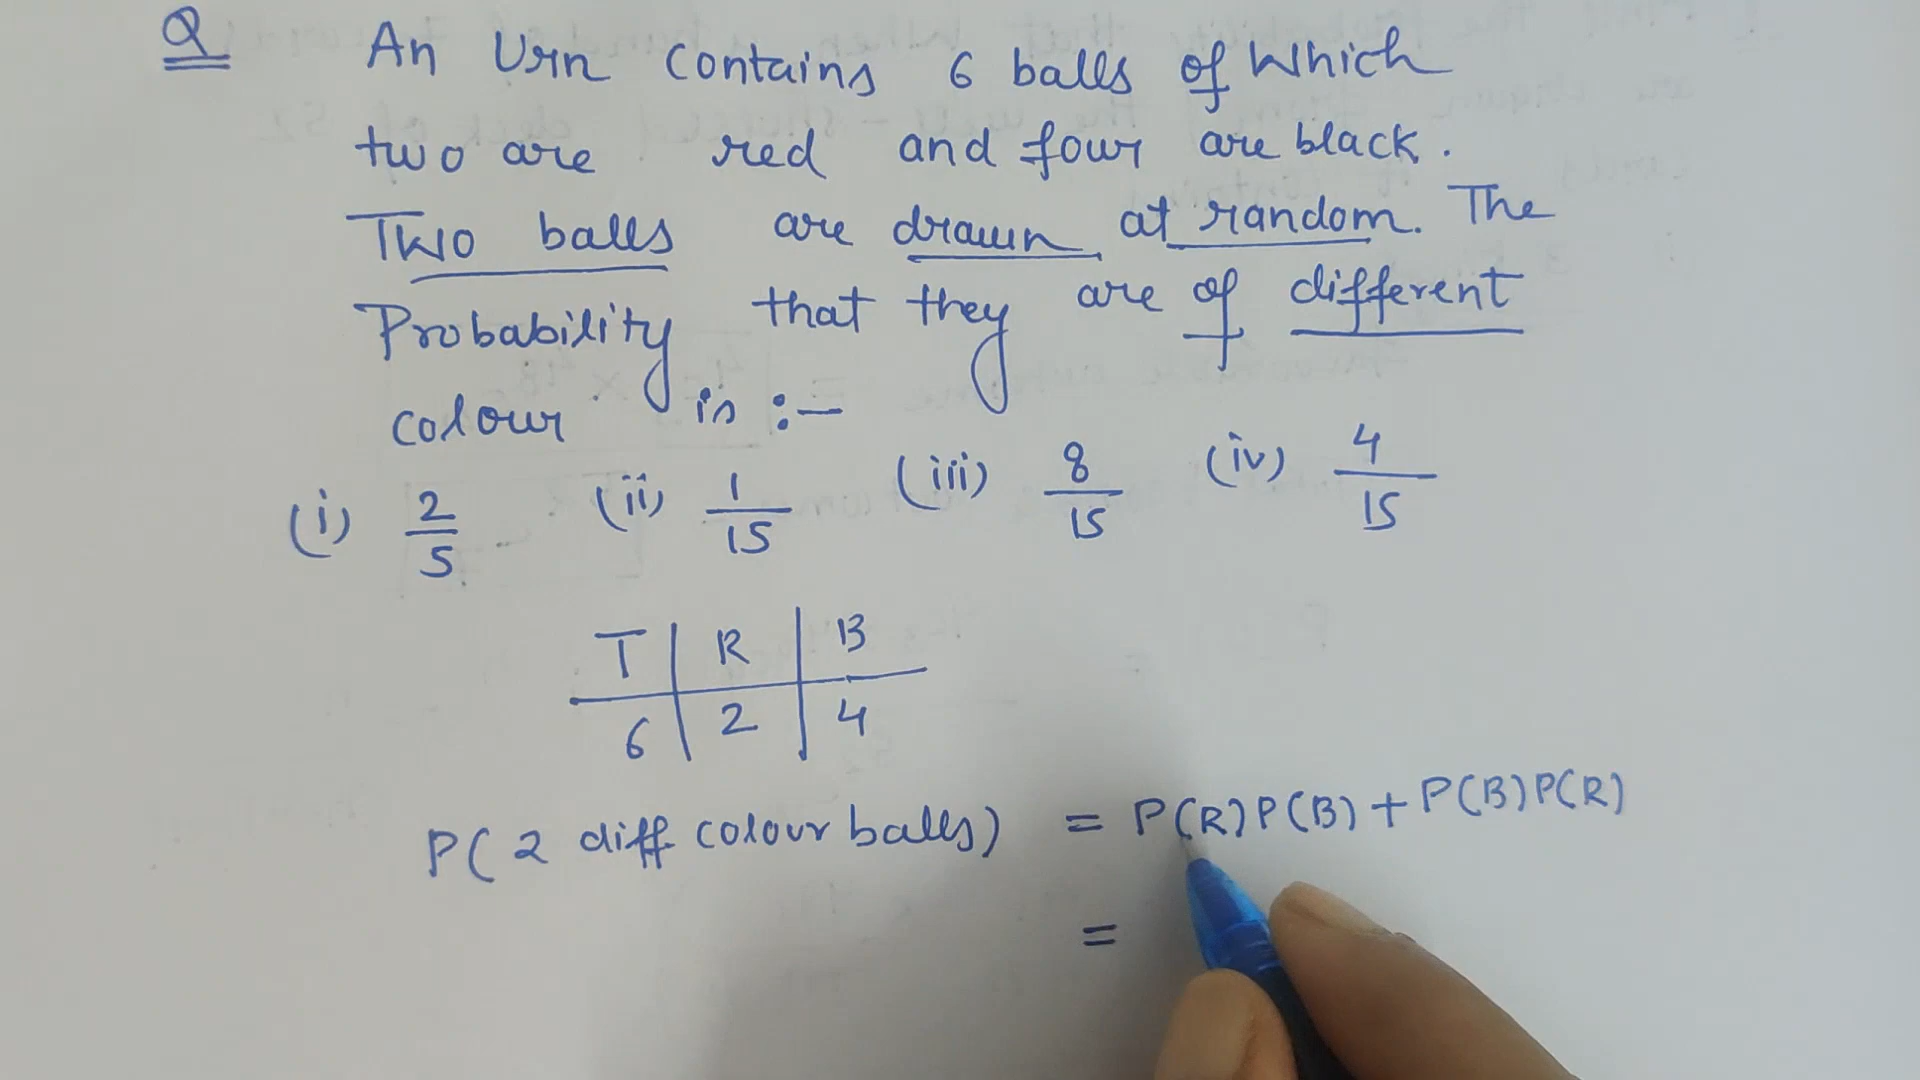 Q An Urn contains 6 balls of which
two are red and four are black.
Two balls are drawn at random. The
Probability that they are of different
colour is :-
(i) 2/5 (ii) 1/15 (iii) 8/15 (iv) 4/15
T R B
6 2 4
P(2 diff colour balls) = P(R)P(B)+P(B)P(R)
=